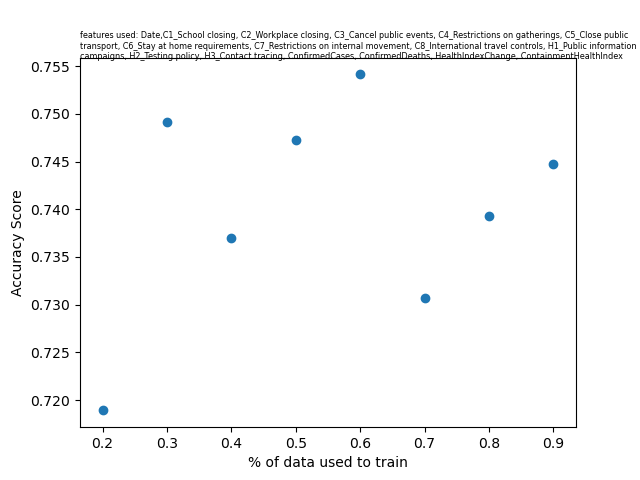 features used: Date,C1_School closing, C2_Workplace closing, C3_Cancel public events, C4_Restrictions on gatherings, C5_Close public
transport, C6_Stay at home requirements, C7_Restrictions on internal movement, C8_International travel controls, H1_Public information
campaigns, H2_Testing policy, H3_Contact tracing, ConfirmedCases, ConfirmedDeaths, HealthIndexChange, ContainmentHealthIndex
0.755
0.750
0.745
0.740
0.735
0.730
0.725
0.720
Accuracy Score
0.2 0.3 0.4 0.5 0.6 0.7 0.8 0.9
% of data used to train